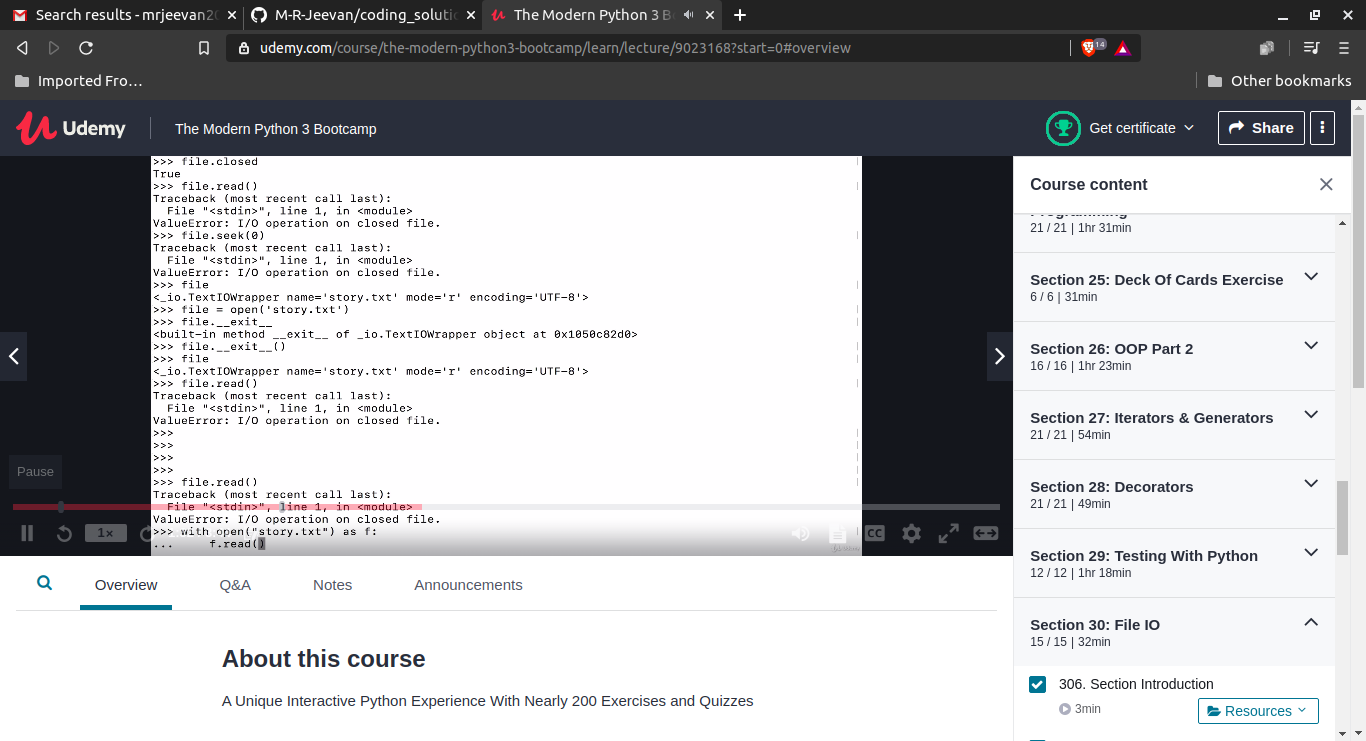 Search results - mrjeevan20
M-R-Jeevan/coding_solutio
The Modern Python 3 B
udemy.com/course/the-modern-python3-bootcamp/learn/lecture/9023168?start=0#overview
14
Imported Fro…
Other bookmarks
Udemy
The Modern Python 3 Bootcamp
Get certificate
Share
>>> file.closed
True
>>> file.read()
Traceback (most recent call last):
  File "<stdin>", line 1, in <module>
ValueError: I/O operation on closed file.
>>> file.seek(0)
Traceback (most recent call last):
  File "<stdin>", line 1, in <module>
ValueError: I/O operation on closed file.
>>> file
<_io.TextIOWrapper name='story.txt' mode='r' encoding='UTF-8'>
>>> file = open('story.txt')
>>> file.__exit__
<built-in method __exit__ of _io.TextIOWrapper object at 0x1050c82d0>
>>> file.__exit__()
>>> file
<_io.TextIOWrapper name='story.txt' mode='r' encoding='UTF-8'>
>>> file.read()
Traceback (most recent call last):
  File "<stdin>", line 1, in <module>
ValueError: I/O operation on closed file.
>>>
>>>
>>>
>>>
>>> file.read()
Traceback (most recent call last):
  File "<stdin>", line 1, in <module>
ValueError: I/O operation on closed file.
>>> with open("story.txt") as f:
...     f.read()
Pause
1×
CC
Udemy
Course content
Programming
21 / 21 | 1hr 31min
Section 25: Deck Of Cards Exercise
6 / 6 | 31min
Section 26: OOP Part 2
16 / 16 | 1hr 23min
Section 27: Iterators & Generators
21 / 21 | 54min
Section 28: Decorators
21 / 21 | 49min
Section 29: Testing With Python
12 / 12 | 1hr 18min
Section 30: File IO
15 / 15 | 32min
306. Section Introduction
3min
Resources
Overview
Q&A
Notes
Announcements
About this course
A Unique Interactive Python Experience With Nearly 200 Exercises and Quizzes